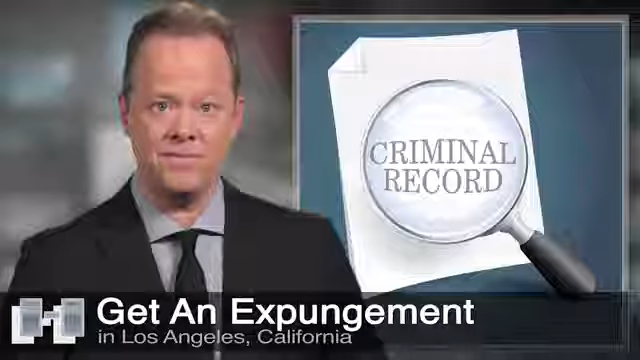 CRIMINAL
RECORD
Get An Expungement
in Los Angeles, California